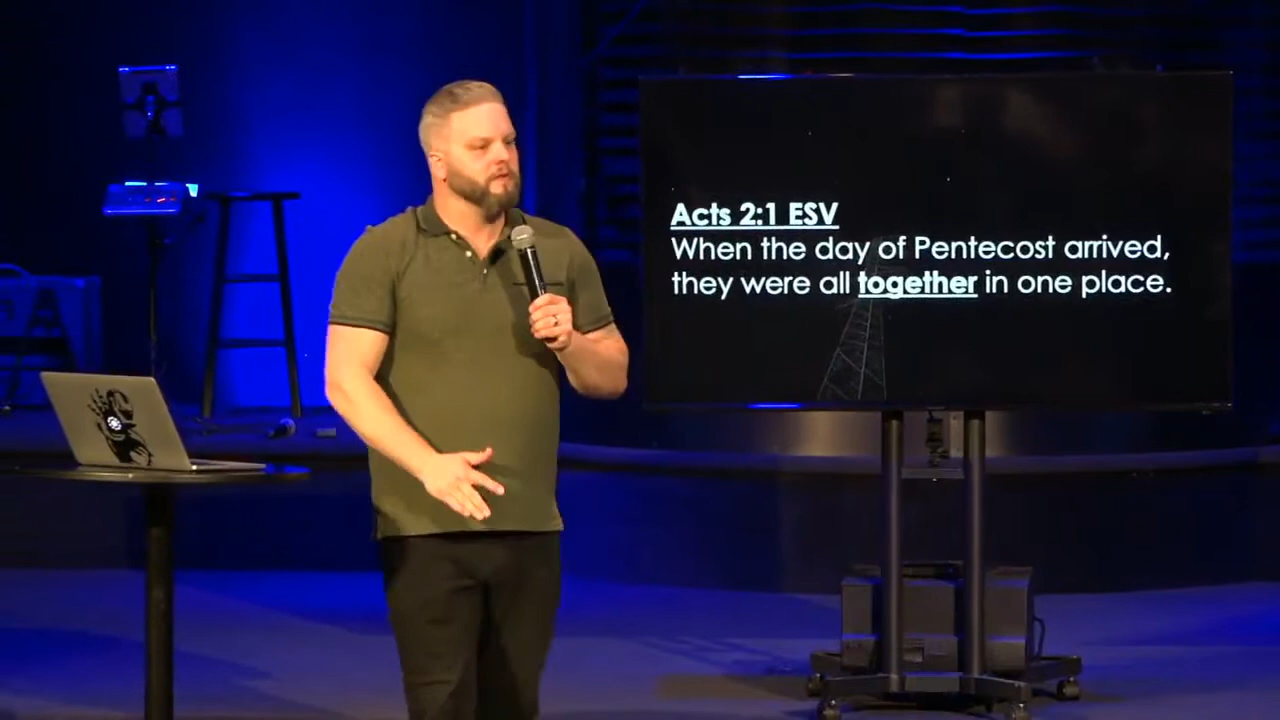 Acts 2:1 ESV
When the day of Pentecost arrived,
they were all together in one place.